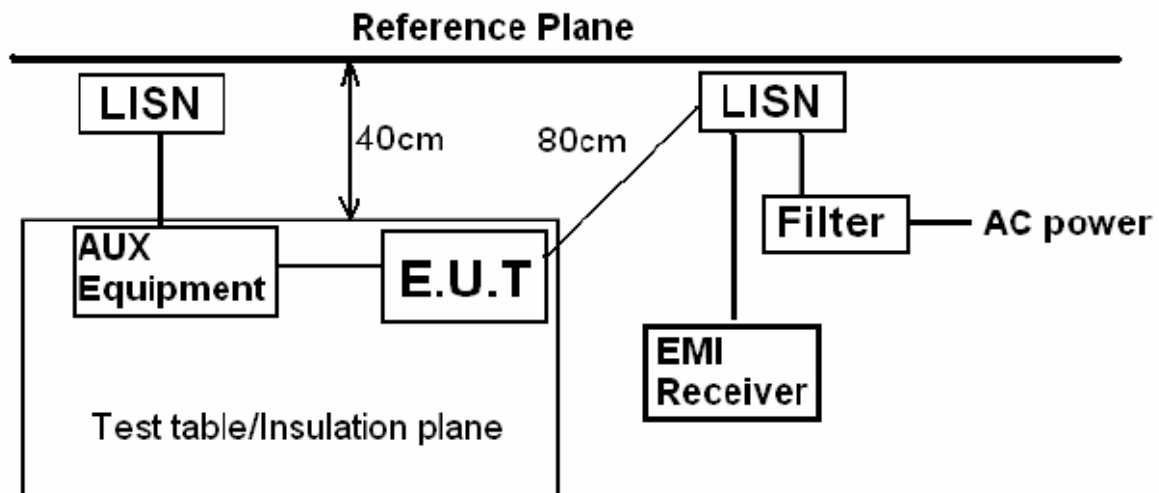 Reference Plane
LISN
40cm
80cm
LISN
Filter
AC power
AUX
Equipment
E.U.T
EMI
Receiver
Test table/Insulation plane